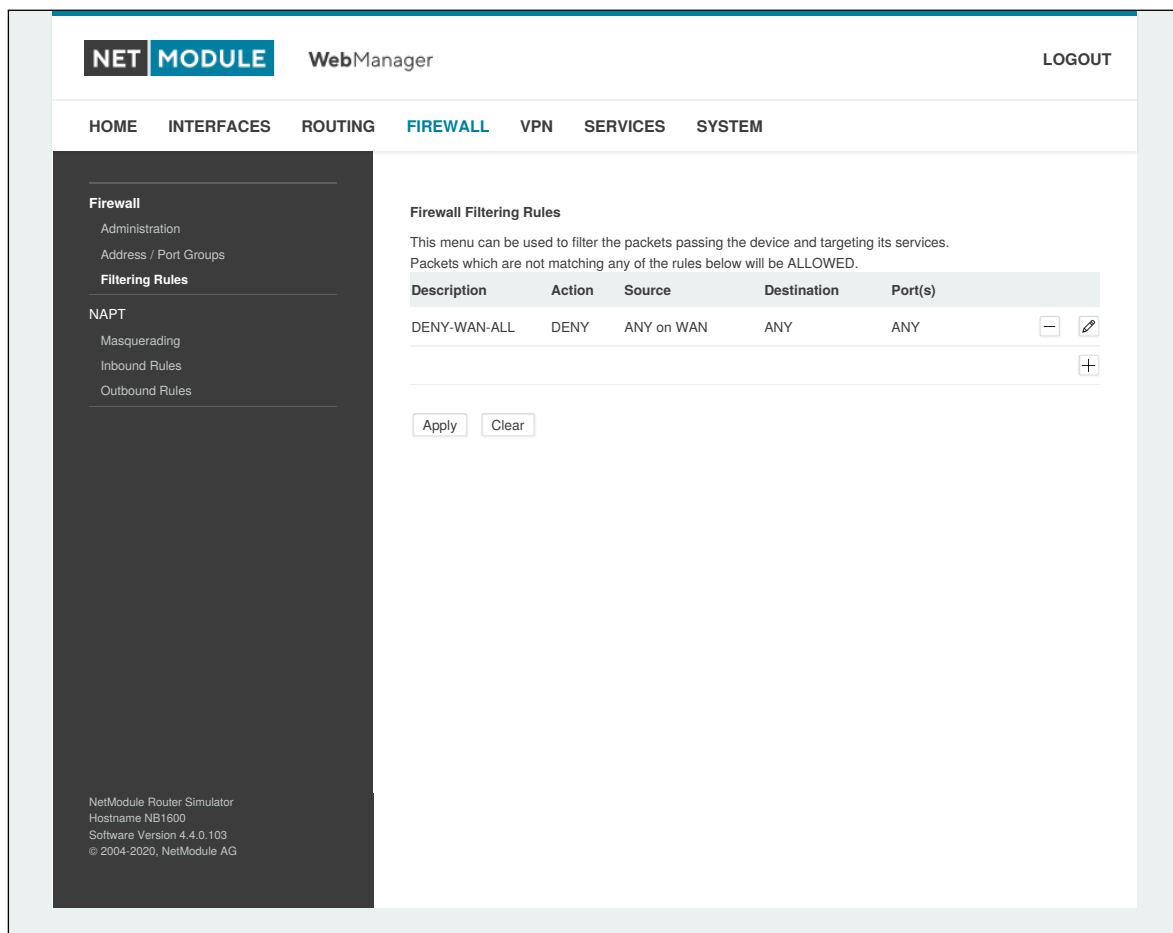 NET MODULE WebManager LOGOUT
HOME INTERFACES ROUTING FIREWALL VPN SERVICES SYSTEM
Firewall
Administration
Address / Port Groups
Filtering Rules
NAPT
Masquerading
Inbound Rules
Outbound Rules
Firewall Filtering Rules
This menu can be used to filter the packets passing the device and targeting its services.
Packets which are not matching any of the rules below will be ALLOWED.
Description Action Source Destination Port(s)
DENY-WAN-ALL DENY ANY on WAN ANY ANY
Apply Clear
NetModule Router Simulator
Hostname NB1600
Software Version 4.4.0.103
© 2004-2020, NetModule AG